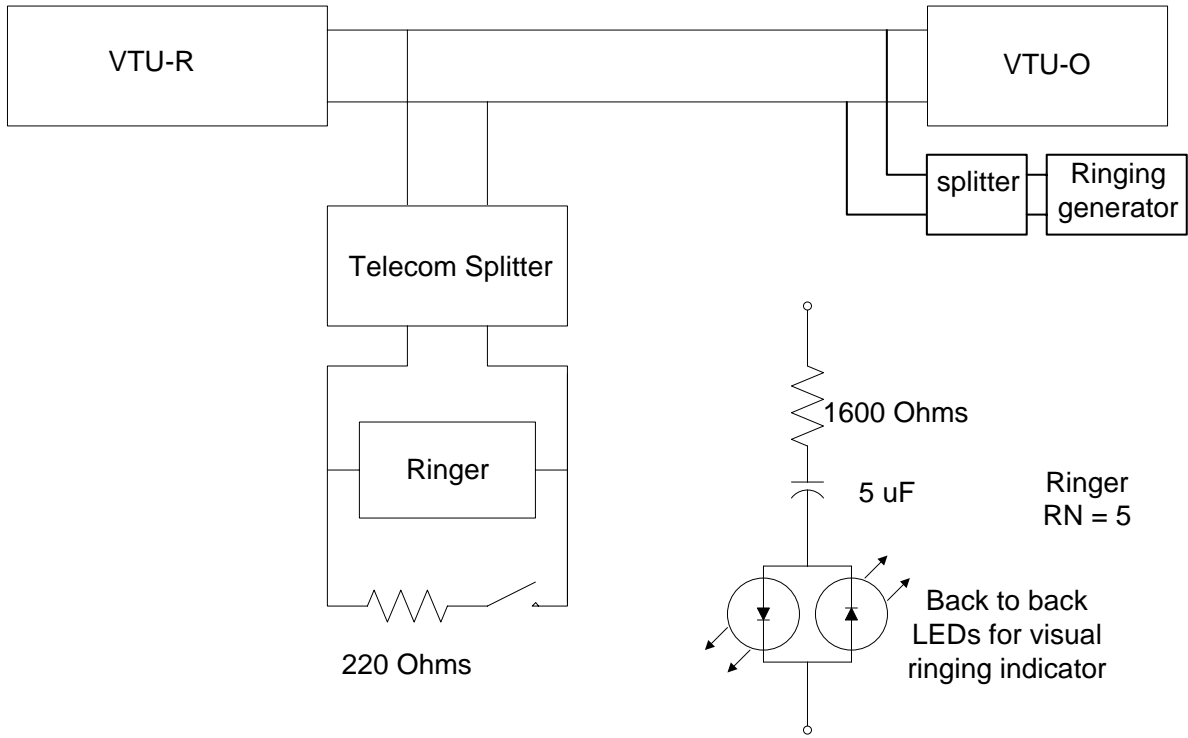 VTU-R
VTU-O
splitter
Ringing
generator
Telecom Splitter
1600 Ohms
Ringer
5 uF
Ringer
RN = 5
Back to back
LEDs for visual
ringing indicator
220 Ohms